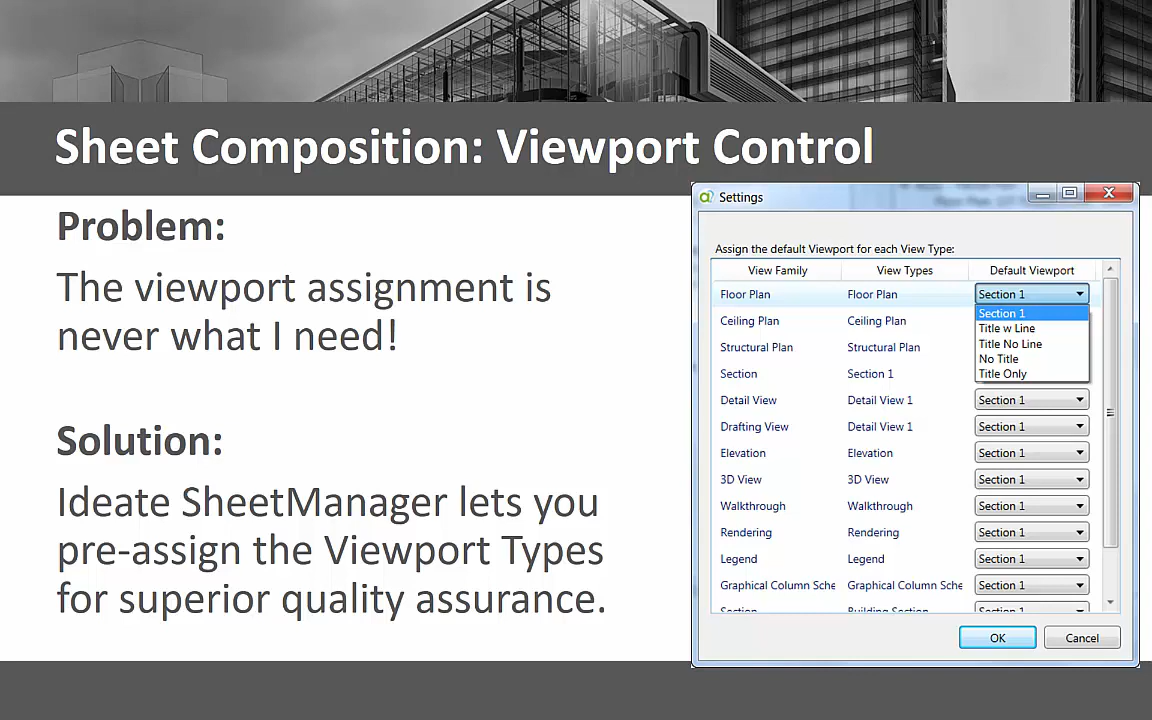 Sheet Composition: Viewport Control
Problem:
The viewport assignment is
never what I need!
Solution:
Ideate SheetManager lets you
pre-assign the Viewport Types
for superior quality assurance.
Settings
Assign the default Viewport for each View Type:
View Family View Types Default Viewport
Floor Plan Floor Plan Section 1
Section 1
Title w Line
Title No Line
No Title
Title Only
Ceiling Plan Ceiling Plan
Structural Plan Structural Plan
Section Section 1
Detail View Detail View 1 Section 1
Drafting View Detail View 1 Section 1
Elevation Elevation Section 1
3D View 3D View Section 1
Walkthrough Walkthrough Section 1
Rendering Rendering Section 1
Legend Legend Section 1
Graphical Column Sche Graphical Column Sche Section 1
Section Building Section Section 1
OK Cancel